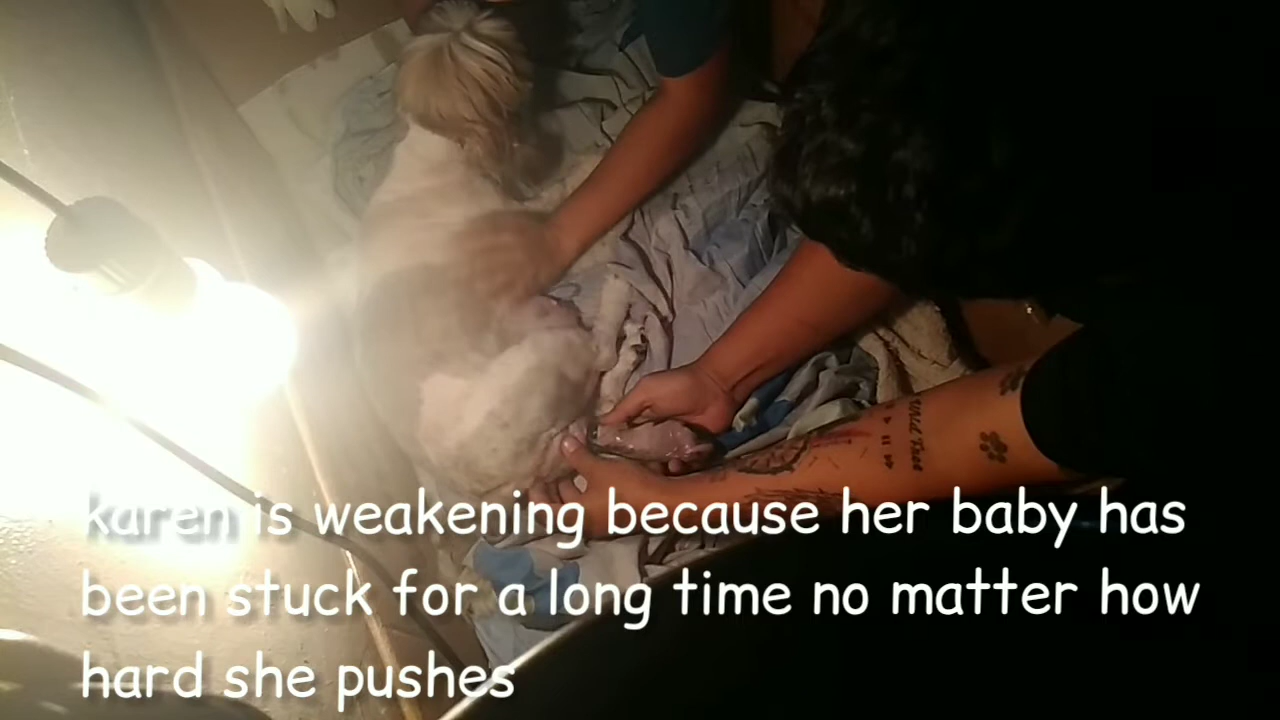 karen is weakening because her baby has
been stuck for a long time no matter how
hard she pushes